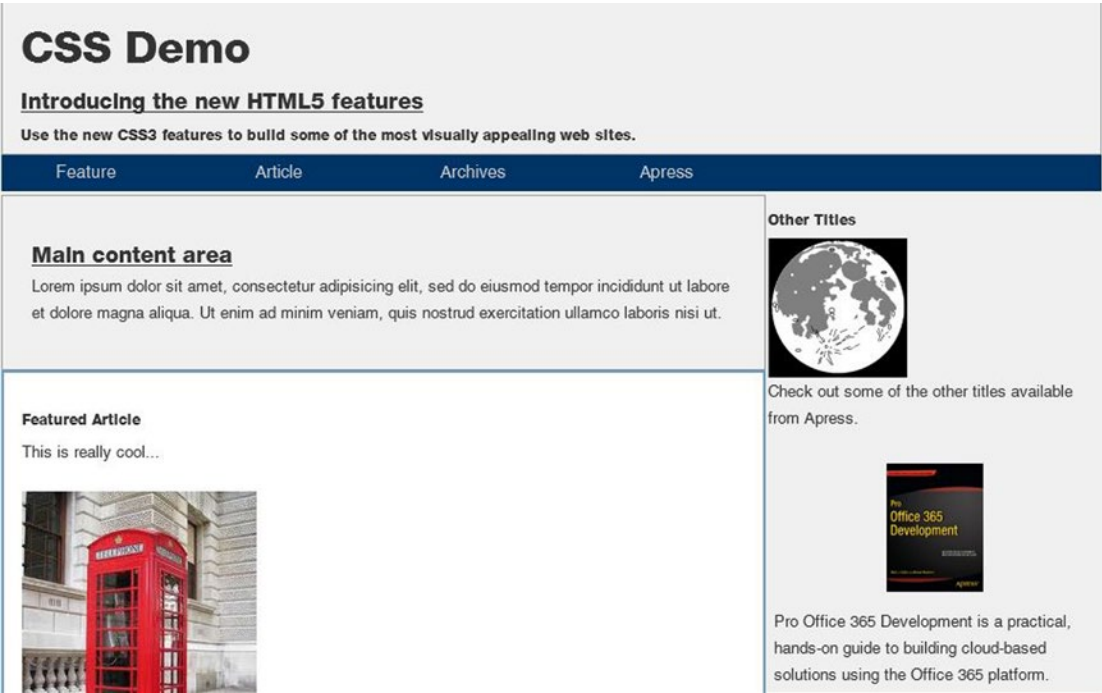 CSS Demo
Introducing the new HTML5 features
Use the new CSS3 features to build some of the most visually appealing web sites.
Feature Article Archives Apress
Main content area
Lorem ipsum dolor sit amet, consectetur adipisicing elit, sed do eiusmod tempor incididunt ut labore
et dolore magna aliqua. Ut enim ad minim veniam, quis nostrud exercitation ullamco laboris nisi ut.
Featured Article
This is really cool...
TELEPHONE
Other Titles
Check out some of the other titles available
from Apress.
Pro
Office 365
Development
Apress
Pro Office 365 Development is a practical,
hands-on guide to building cloud-based
solutions using the Office 365 platform.